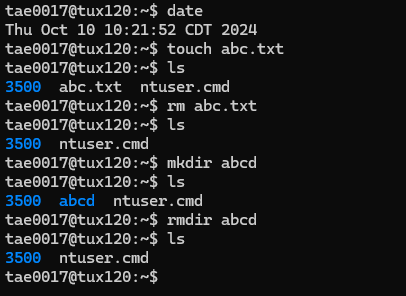 tae0017@tux120:~$ date
Thu Oct 10 10:21:52 CDT 2024
tae0017@tux120:~$ touch abc.txt
tae0017@tux120:~$ ls
3500  abc.txt  ntuser.cmd
tae0017@tux120:~$ rm abc.txt
tae0017@tux120:~$ ls
3500  ntuser.cmd
tae0017@tux120:~$ mkdir abcd
tae0017@tux120:~$ ls
3500  abcd  ntuser.cmd
tae0017@tux120:~$ rmdir abcd
tae0017@tux120:~$ ls
3500  ntuser.cmd
tae0017@tux120:~$